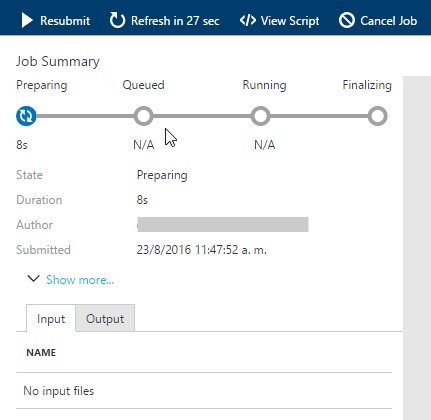 Resubmit Refresh in 27 sec View Script Cancel Job
Job Summary
Preparing Queued Running Finalizing
8s N/A N/A
State Preparing
Duration 8s
Author
Submitted 23/8/2016 11:47:52 a. m.
Show more...
Input Output
NAME
No input files